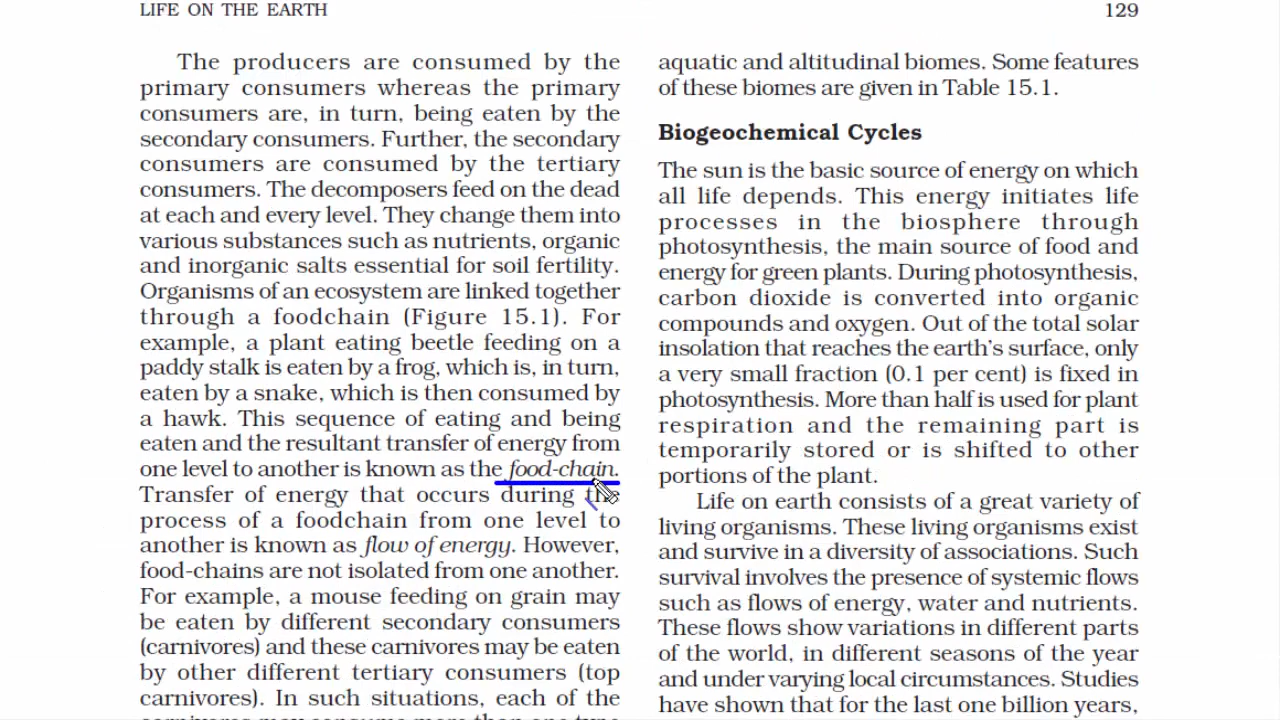 LIFE ON THE EARTH
129
The producers are consumed by the
primary consumers whereas the primary
consumers are, in turn, being eaten by the
secondary consumers. Further, the secondary
consumers are consumed by the tertiary
consumers. The decomposers feed on the dead
at each and every level. They change them into
various substances such as nutrients, organic
and inorganic salts essential for soil fertility.
Organisms of an ecosystem are linked together
through a foodchain (Figure 15.1). For
example, a plant eating beetle feeding on a
paddy stalk is eaten by a frog, which is, in turn,
eaten by a snake, which is then consumed by
a hawk. This sequence of eating and being
eaten and the resultant transfer of energy from
one level to another is known as the food-chain.
Transfer of energy that occurs during the
process of a foodchain from one level to
another is known as flow of energy. However,
food-chains are not isolated from one another.
For example, a mouse feeding on grain may
be eaten by different secondary consumers
(carnivores) and these carnivores may be eaten
by other different tertiary consumers (top
carnivores). In such situations, each of the
carnivores may consume more than one type
aquatic and altitudinal biomes. Some features
of these biomes are given in Table 15.1.
Biogeochemical Cycles
The sun is the basic source of energy on which
all life depends. This energy initiates life
processes in the biosphere through
photosynthesis, the main source of food and
energy for green plants. During photosynthesis,
carbon dioxide is converted into organic
compounds and oxygen. Out of the total solar
insolation that reaches the earth's surface, only
a very small fraction (0.1 per cent) is fixed in
photosynthesis. More than half is used for plant
respiration and the remaining part is
temporarily stored or is shifted to other
portions of the plant.
Life on earth consists of a great variety of
living organisms. These living organisms exist
and survive in a diversity of associations. Such
survival involves the presence of systemic flows
such as flows of energy, water and nutrients.
These flows show variations in different parts
of the world, in different seasons of the year
and under varying local circumstances. Studies
have shown that for the last one billion years,